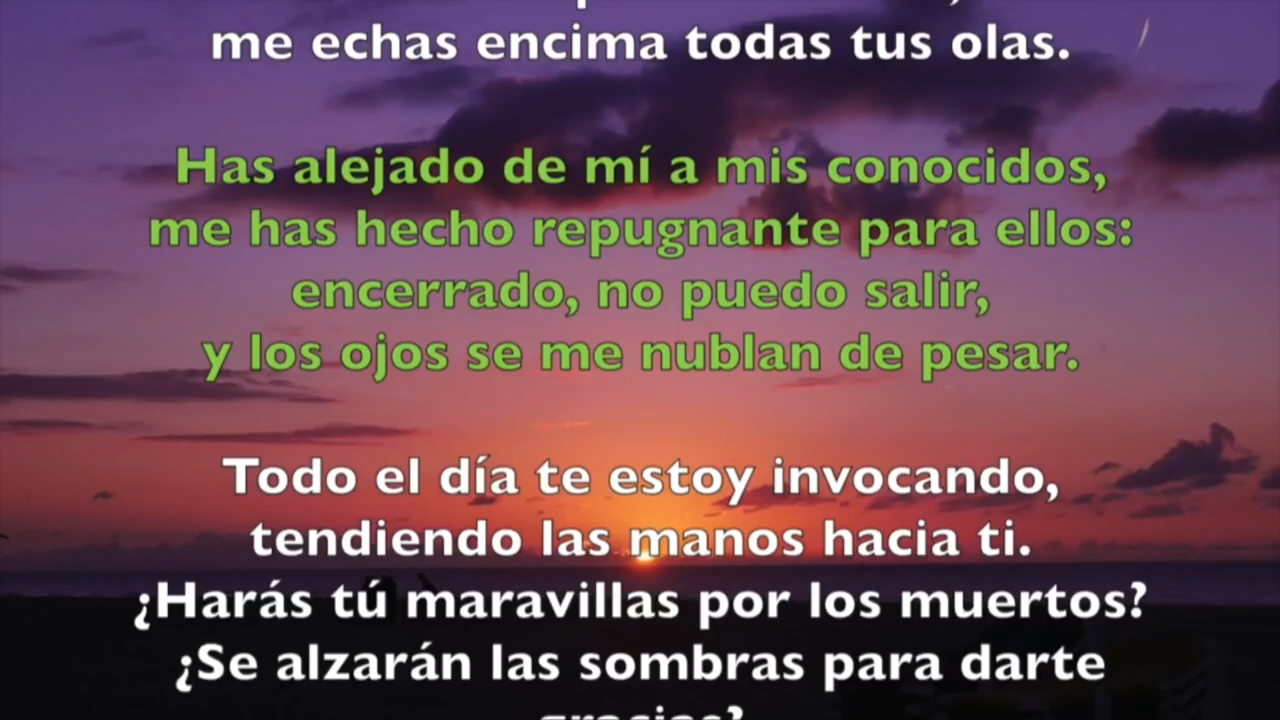 me echas encima todas tus olas.
Has alejado de mí a mis conocidos,
me has hecho repugnante para ellos:
encerrado, no puedo salir,
y los ojos se me nublan de pesar.
Todo el día te estoy invocando,
tendiendo las manos hacia ti.
¿Harás tú maravillas por los muertos?
¿Se alzarán las sombras para darte